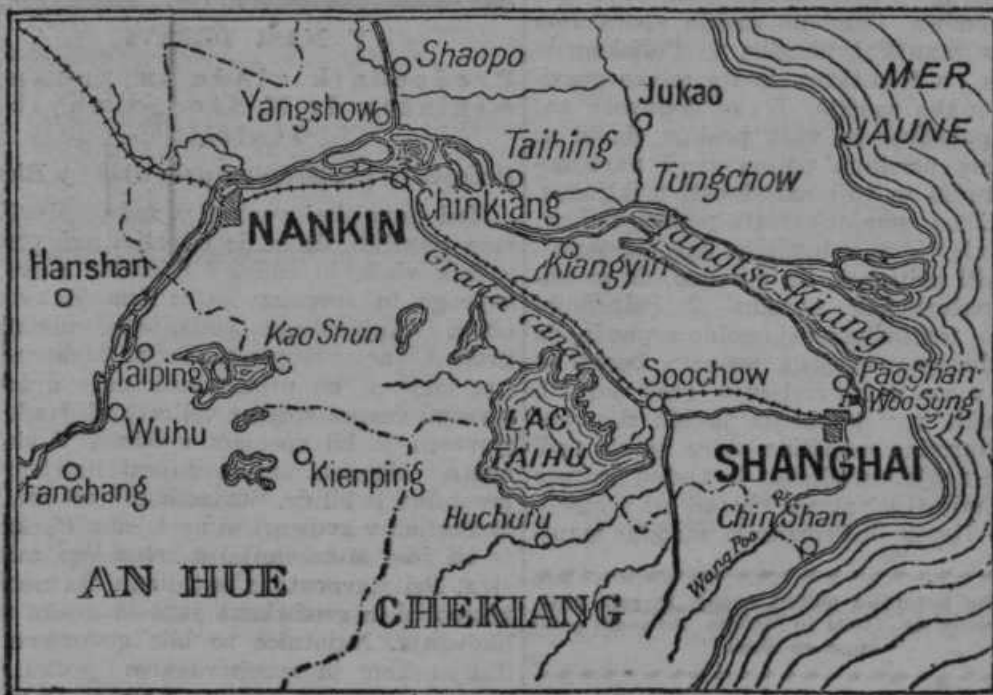 MER
JAUNE
Shaopo
Yangshow
Jukao
Taihing
Tungchow
NANKIN
Chinkiang
Kiangyin
Yangtsé Kiang
Hanshan
Grand Canal
Kao Shun
Taiping
Soochow
Pao Shan
Woo Sung
LAC
TAIHU
Wuhu
Kienping
SHANGHAI
Fanchang
Huchufu
Chin Shan
Wang Poo
AN HUE
CHEKIANG